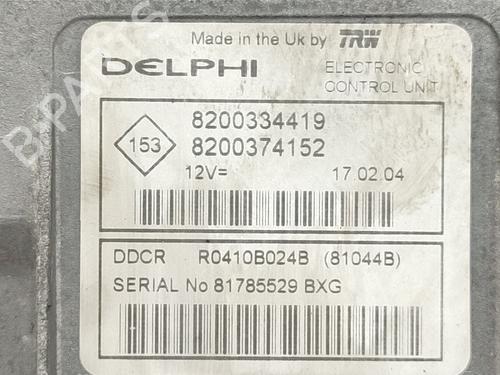 Made in the Uk by TRW
DELPHI
ELECTRONIC
CONTROL UNIT
153
8200334419
8200374152
12V=
17.02.04
DDCR R0410B024B (81044B)
SERIAL No 81785529 BXG
B-PARTS